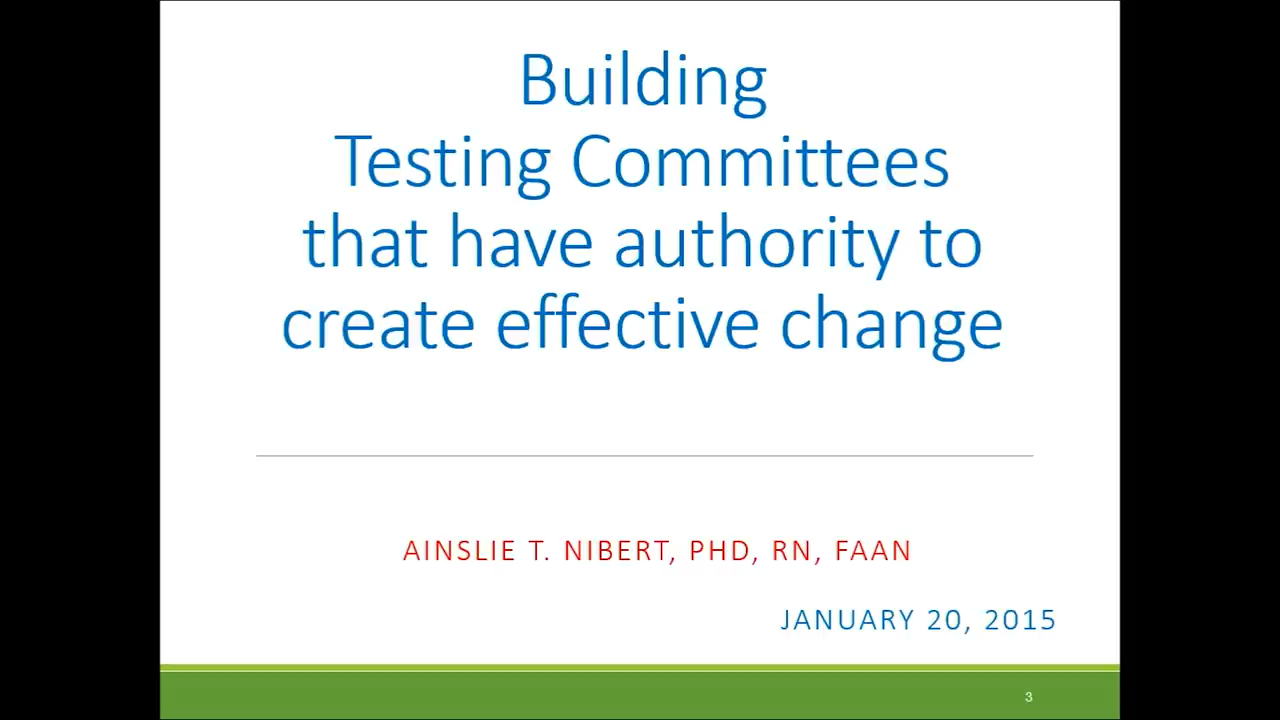 Building
Testing Committees
that have authority to
create effective change
AINSLIE T. NIBERT, PHD, RN, FAAN
JANUARY 20, 2015
3